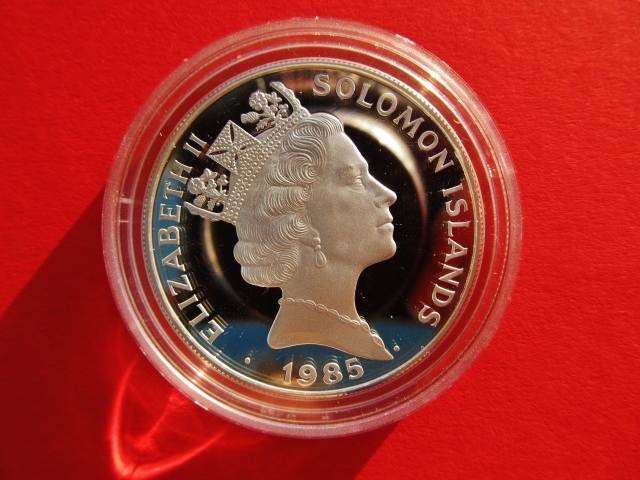 ELIZABETH II
SOLOMON ISLANDS
1985